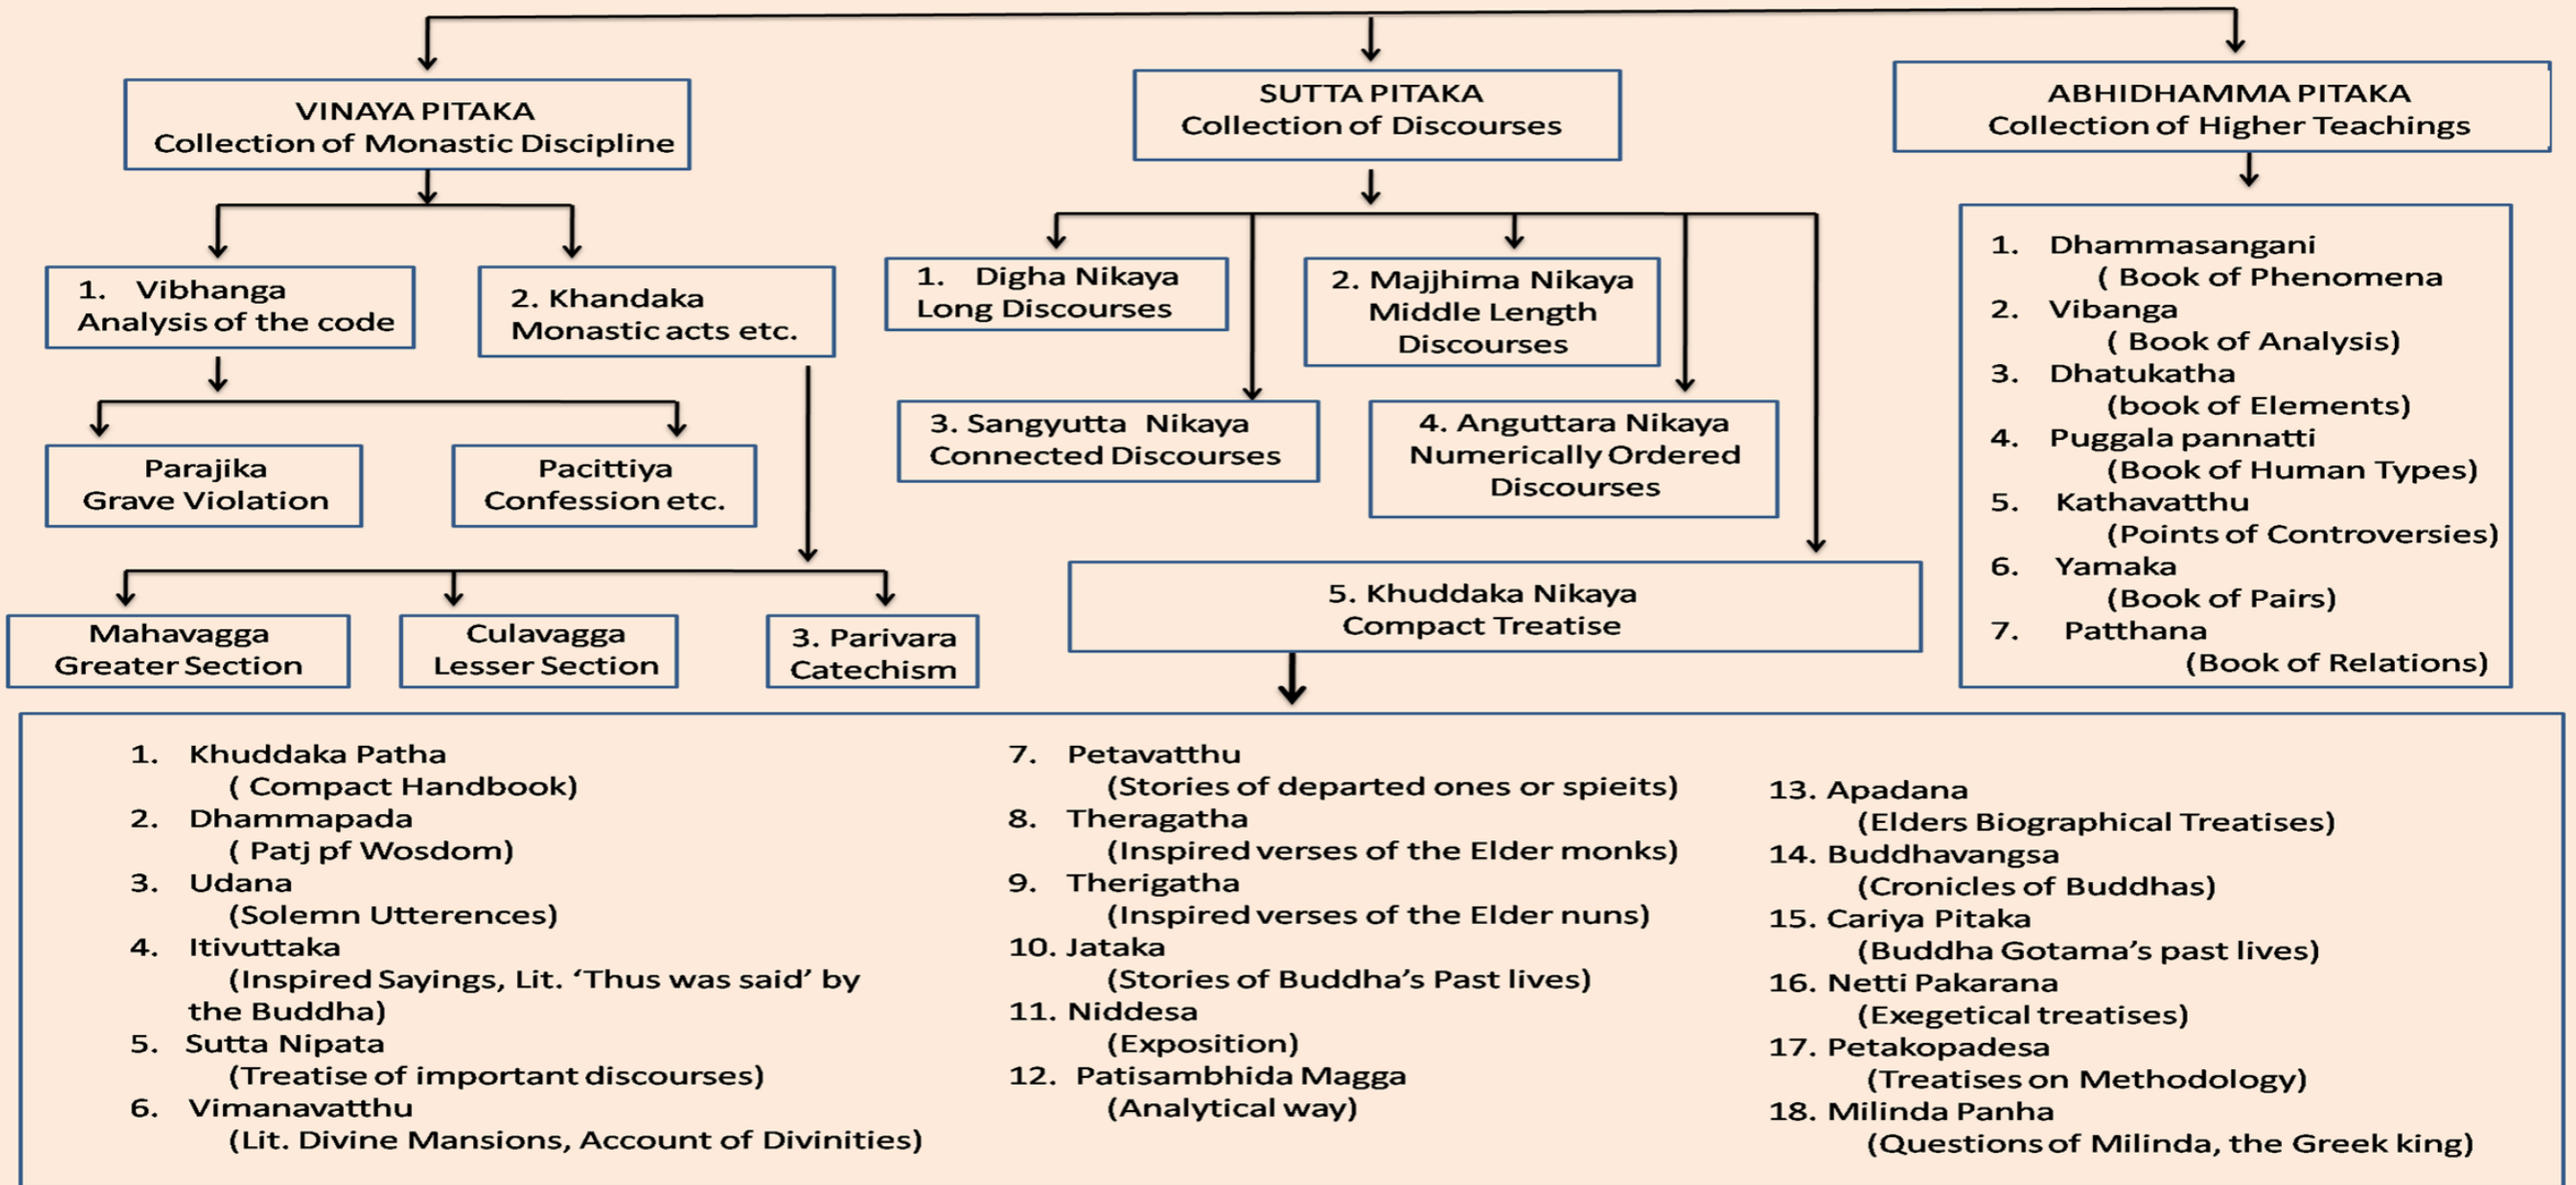 VINAYA PITAKA
Collection of Monastic Discipline
SUTTA PITAKA
Collection of Discourses
ABHIDHAMMA PITAKA
Collection of Higher Teachings
1. Vibhanga
Analysis of the code
2. Khandaka
Monastic acts etc.
Parajika
Grave Violation
Pacittiya
Confession etc.
Mahavagga
Greater Section
Culavagga
Lesser Section
3. Parivara
Catechism
1. Digha Nikaya
Long Discourses
2. Majjhima Nikaya
Middle Length
Discourses
3. Sangyutta Nikaya
Connected Discourses
4. Anguttara Nikaya
Numerically Ordered
Discourses
5. Khuddaka Nikaya
Compact Treatise
1. Dhammasangani
( Book of Phenomena
2. Vibanga
( Book of Analysis)
3. Dhatukatha
(book of Elements)
4. Puggala pannatti
(Book of Human Types)
5. Kathavatthu
(Points of Controversies)
6. Yamaka
(Book of Pairs)
7. Patthana
(Book of Relations)
1. Khuddaka Patha
( Compact Handbook)
2. Dhammapada
( Patj pf Wosdom)
3. Udana
(Solemn Utterences)
4. Itivuttaka
(Inspired Sayings, Lit. ‘Thus was said’ by
the Buddha)
5. Sutta Nipata
(Treatise of important discourses)
6. Vimanavatthu
(Lit. Divine Mansions, Account of Divinities)
7. Petavatthu
(Stories of departed ones or spieits)
8. Theragatha
(Inspired verses of the Elder monks)
9. Therigatha
(Inspired verses of the Elder nuns)
10. Jataka
(Stories of Buddha’s Past lives)
11. Niddesa
(Exposition)
12. Patisambhida Magga
(Analytical way)
13. Apadana
(Elders Biographical Treatises)
14. Buddhavangsa
(Cronicles of Buddhas)
15. Cariya Pitaka
(Buddha Gotama’s past lives)
16. Netti Pakarana
(Exegetical treatises)
17. Petakopadesa
(Treatises on Methodology)
18. Milinda Panha
(Questions of Milinda, the Greek king)